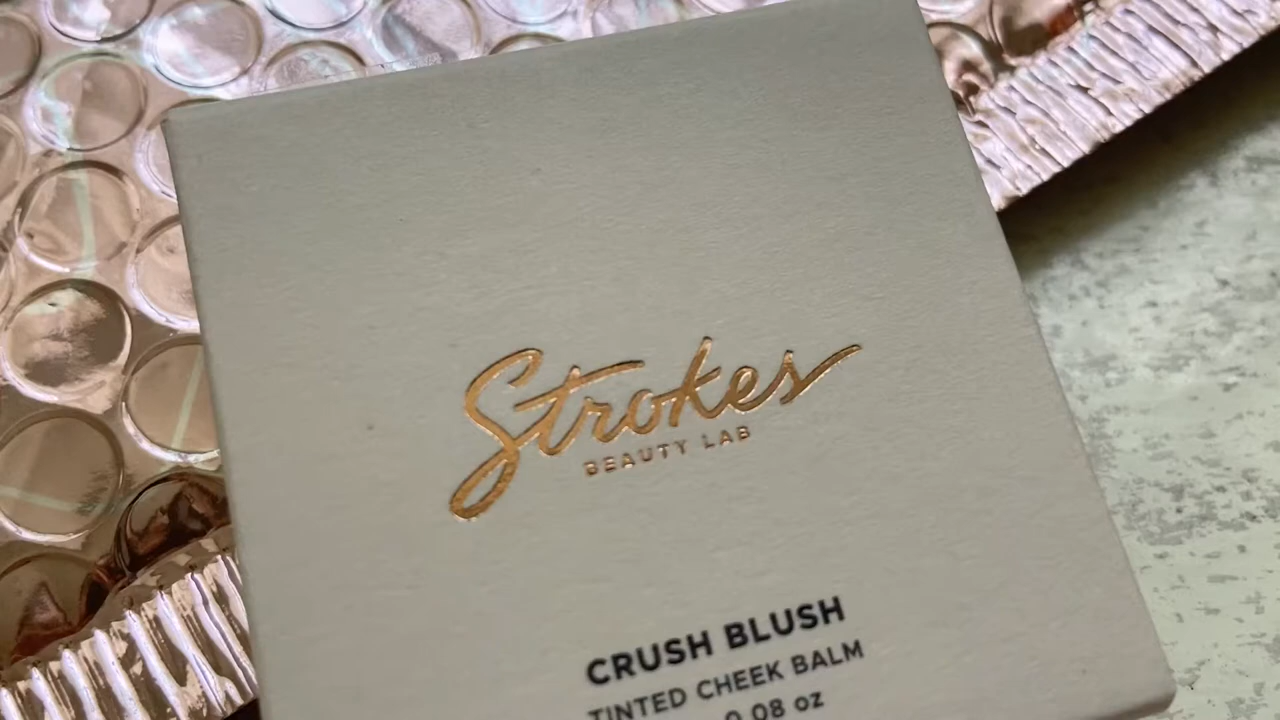 Strokes
BEAUTY LAB
CRUSH BLUSH
TINTED CHEEK BALM
0.08 oz